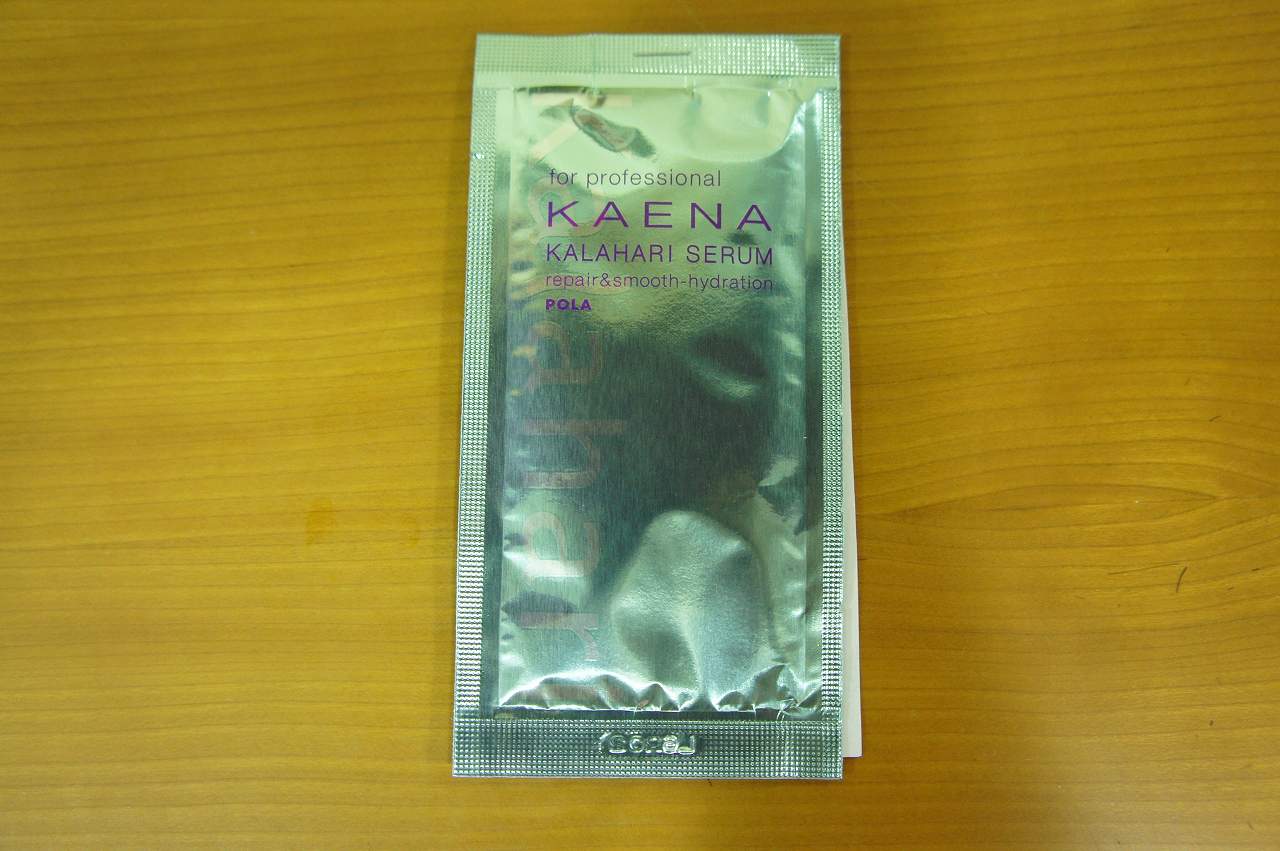 for professional
KAENA
KALAHARI SERUM
repair&smooth-hydration
POLA